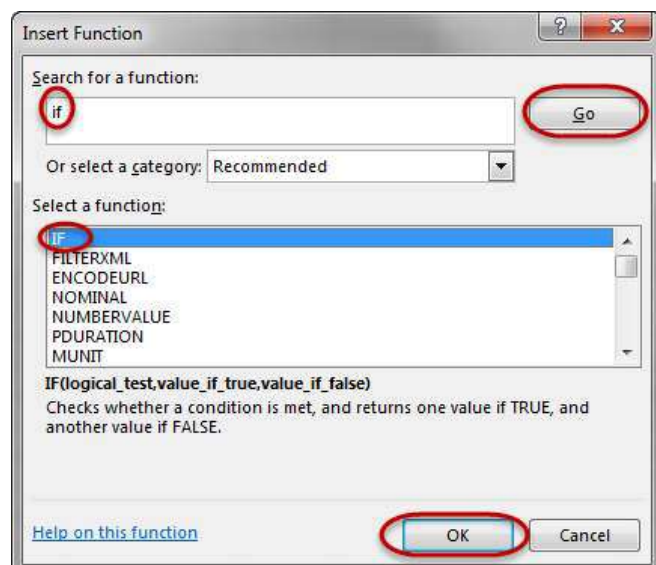 Insert Function
?
Search for a function:
if
Go
Or select a category: Recommended
Select a function:
IF
FILTERXML
ENCODEURL
NOMINAL
NUMBERVALUE
PDURATION
MUNIT
IF(logical_test,value_if_true,value_if_false)
Checks whether a condition is met, and returns one value if TRUE, and
another value if FALSE.
Help on this function
OK
Cancel